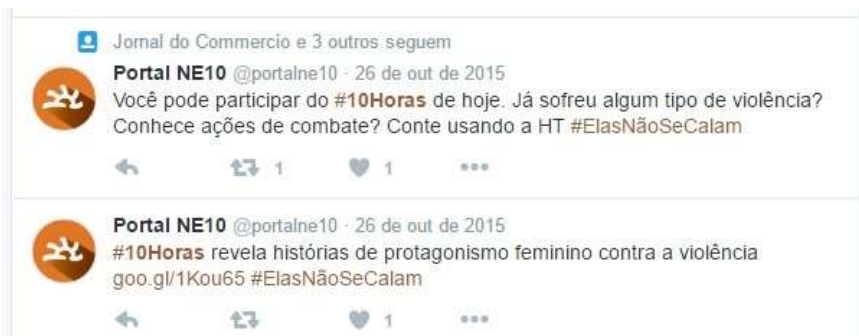 Jornal do Commercio e 3 outros seguem
Portal NE10 @portalne10 · 26 de out de 2015
Você pode participar do #10Horas de hoje. Já sofreu algum tipo de violência?
Conhece ações de combate? Conte usando a HT #ElasNãoSeCalam
1 1
Portal NE10 @portalne10 · 26 de out de 2015
#10Horas revela histórias de protagonismo feminino contra a violência
goo.gl/1Kou65 #ElasNãoSeCalam
1